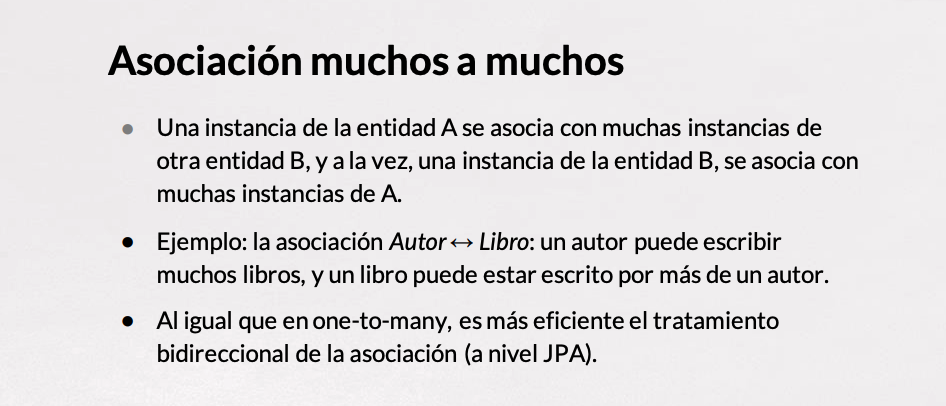 Asociación muchos a muchos
● Una instancia de la entidad A se asocia con muchas instancias de
otra entidad B, y a la vez, una instancia de la entidad B, se asocia con
muchas instancias de A.
● Ejemplo: la asociación Autor ↔ Libro: un autor puede escribir
muchos libros, y un libro puede estar escrito por más de un autor.
● Al igual que en one-to-many, es más eficiente el tratamiento
bidireccional de la asociación (a nivel JPA).